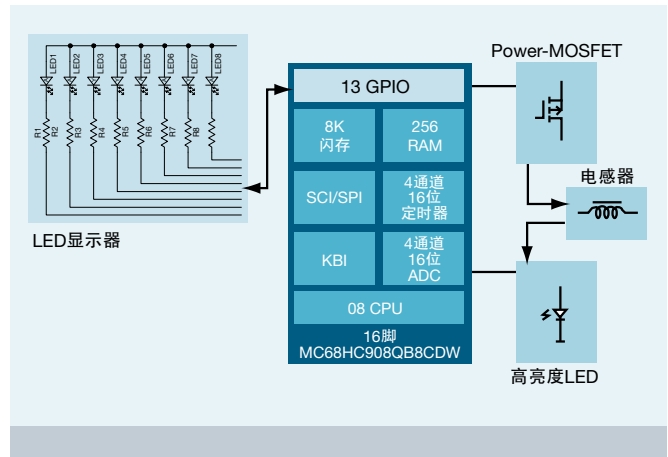 LED1
LED2
LED3
LED4
LED5
LED6
LED7
LED8
R1
R2
R3
R4
R5
R6
R7
R8
LED显示器
13 GPIO
8K
闪存
256
RAM
SCI/SPI
4通道
16位
定时器
KBI
4通道
16位
ADC
08 CPU
16脚
MC68HC908QB8CDW
Power-MOSFET
电感器
高亮度LED